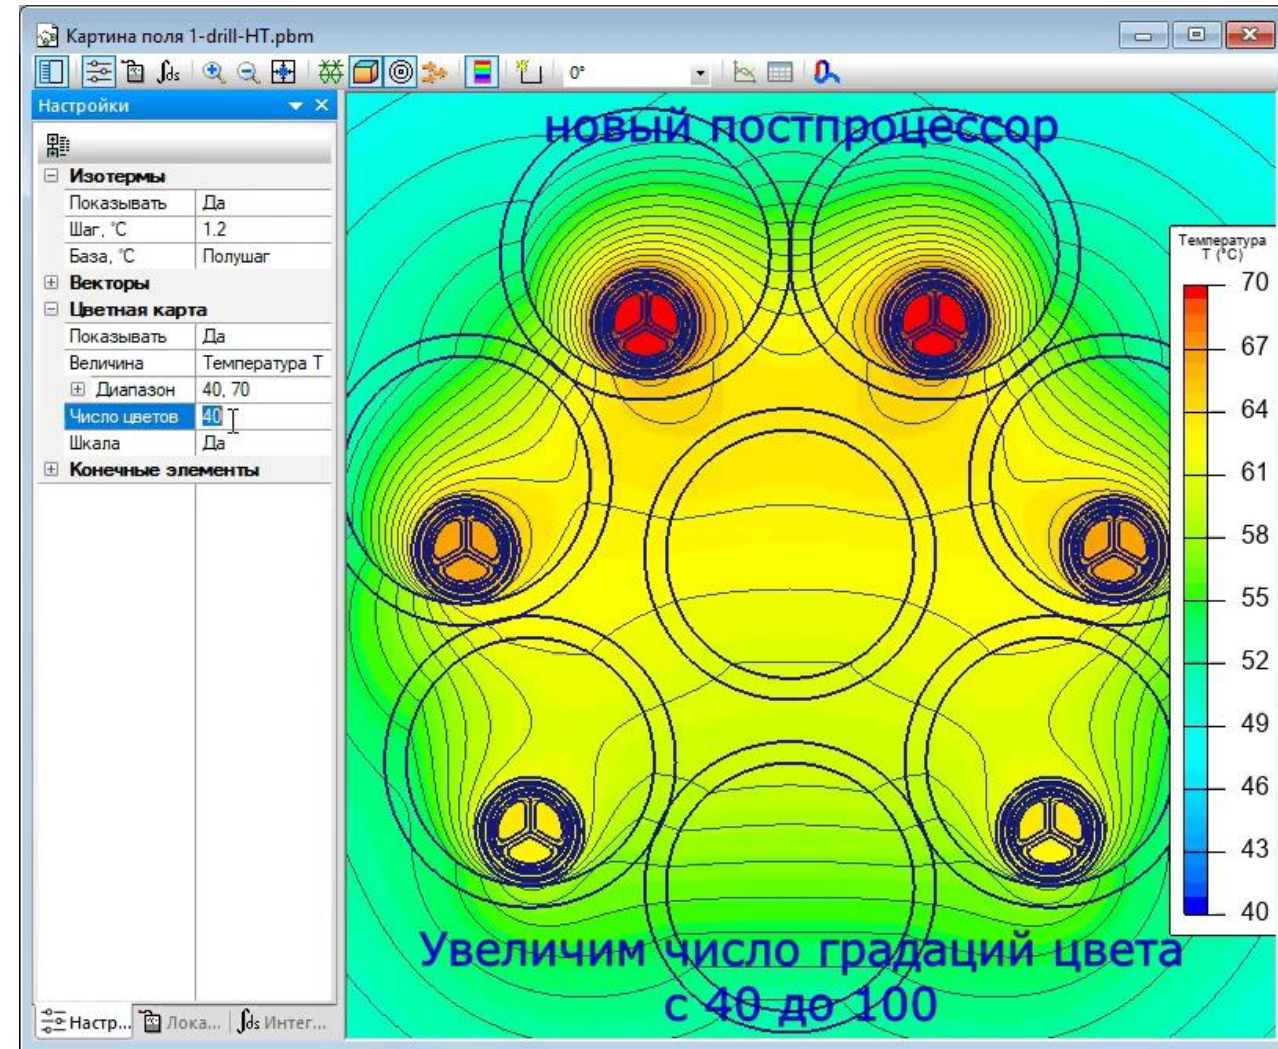 Картина поля 1-drill-HT.pbm
0°
Настройки
новый постпроцессор
Изотермы
Показывать Да
Шаг, °C 1.2
База, °C Полушаг
Векторы
Цветная карта
Показывать Да
Величина Температура T
Диапазон 40, 70
Число цветов 40
Шкала Да
Конечные элементы
Температура
T (°C)
70
67
64
61
58
55
52
49
46
43
40
Увеличим число градаций цвета
с 40 до 100
Настр... Лока... ∫ds Интег...